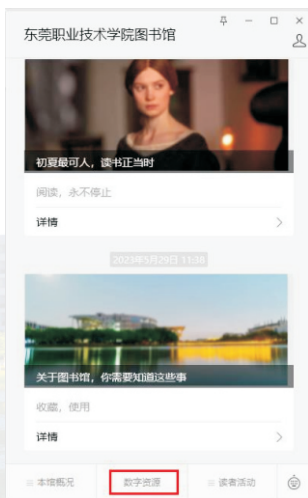 东莞职业技术学院图书馆
初夏最可人，读书正当时
阅读，永不停止
详情
2023年5月29日 11:38
关于图书馆，你需要知道这些事
收藏，使用
详情
本馆概况
数字资源
读者活动